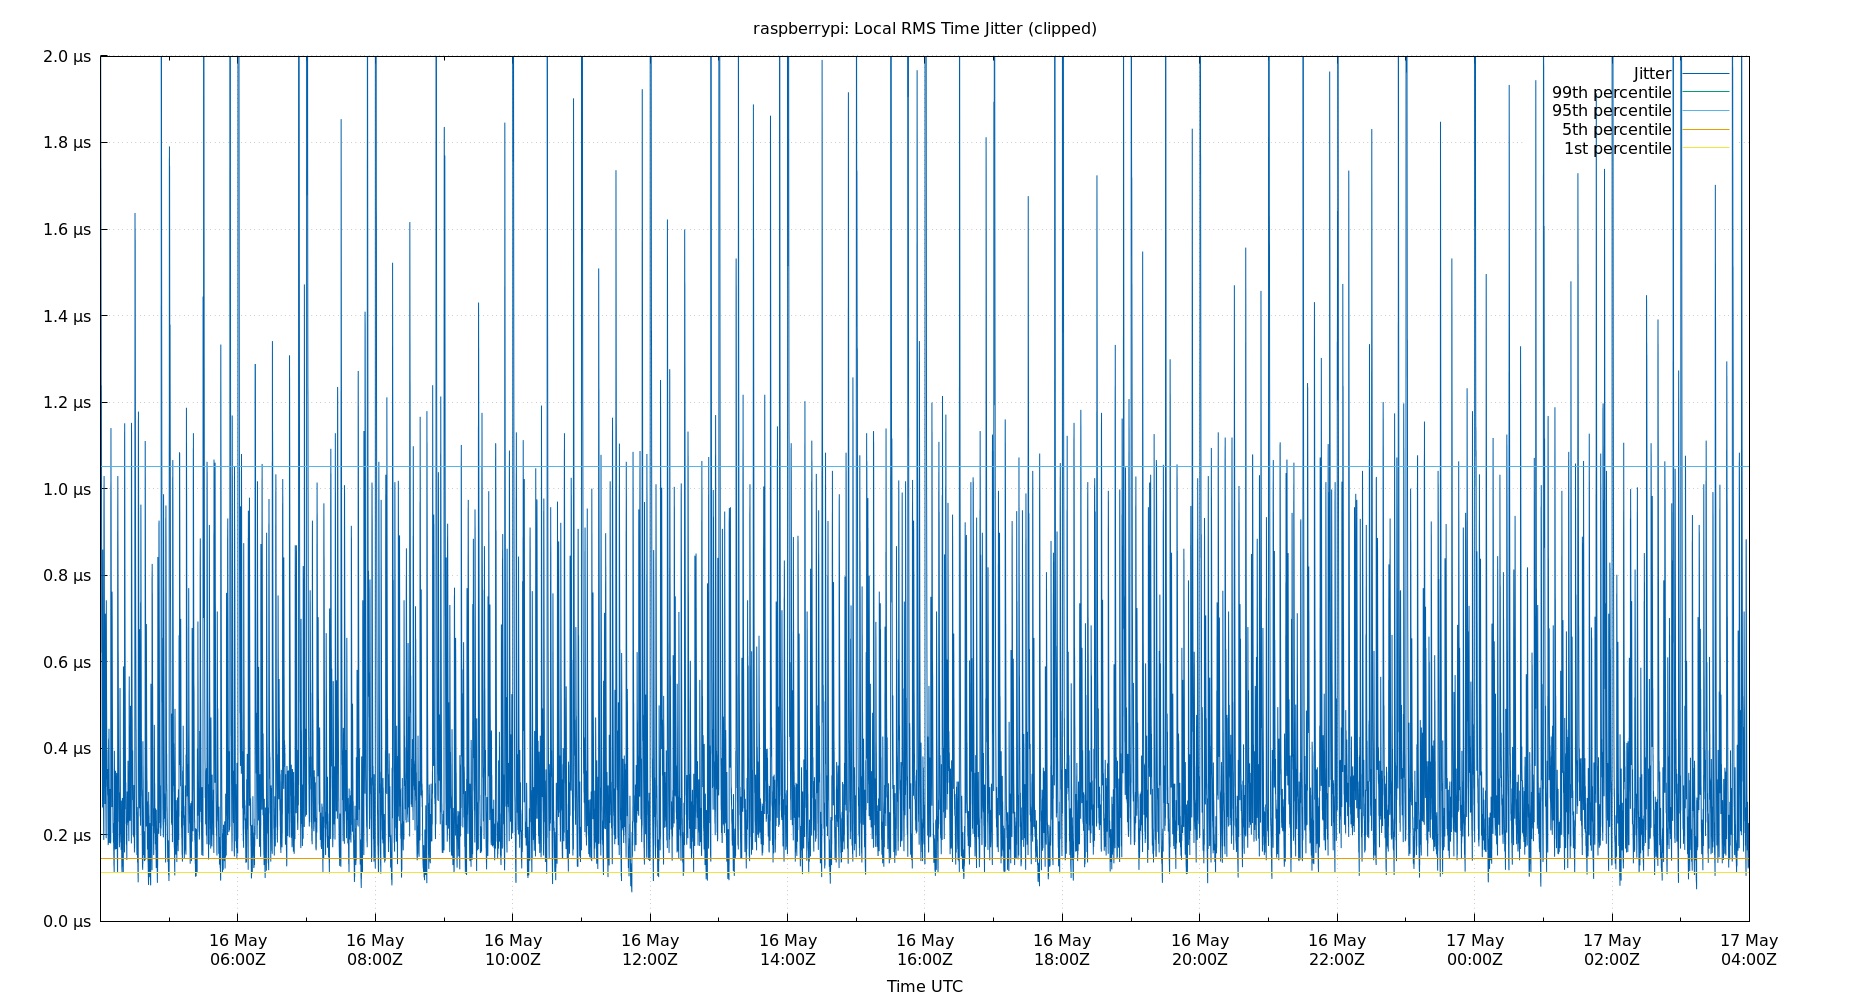 raspberrypi: Local RMS Time Jitter (clipped)
2.0 µs
1.8 µs
1.6 µs
1.4 µs
1.2 µs
1.0 µs
0.8 µs
0.6 µs
0.4 µs
0.2 µs
0.0 µs
Jitter
99th percentile
95th percentile
5th percentile
1st percentile
16 May 16 May 16 May 16 May 16 May 16 May 16 May 16 May 16 May 17 May 17 May 17 May
06:00Z 08:00Z 10:00Z 12:00Z 14:00Z 16:00Z 18:00Z 20:00Z 22:00Z 00:00Z 02:00Z 04:00Z
Time UTC